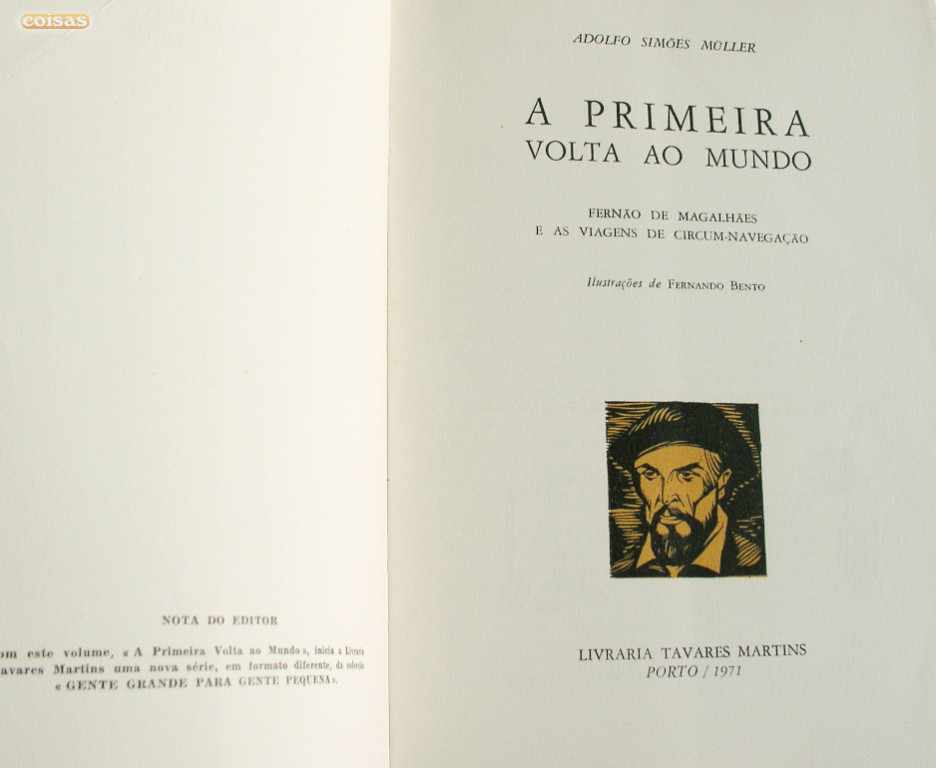 coisas
NOTA DO EDITOR
om este volume, « A Primeira Volta ao Mundo», inicia a Livraria
avares Martins uma nova série, em formato diferente, da colecção
« GENTE GRANDE PARA GENTE PEQUENA».
ADOLFO SIMÕES MÜLLER
A PRIMEIRA
VOLTA AO MUNDO
FERNÃO DE MAGALHÃES
E AS VIAGENS DE CIRCUM-NAVEGAÇÃO
Ilustrações de FERNANDO BENTO
LIVRARIA TAVARES MARTINS
PORTO / 1971